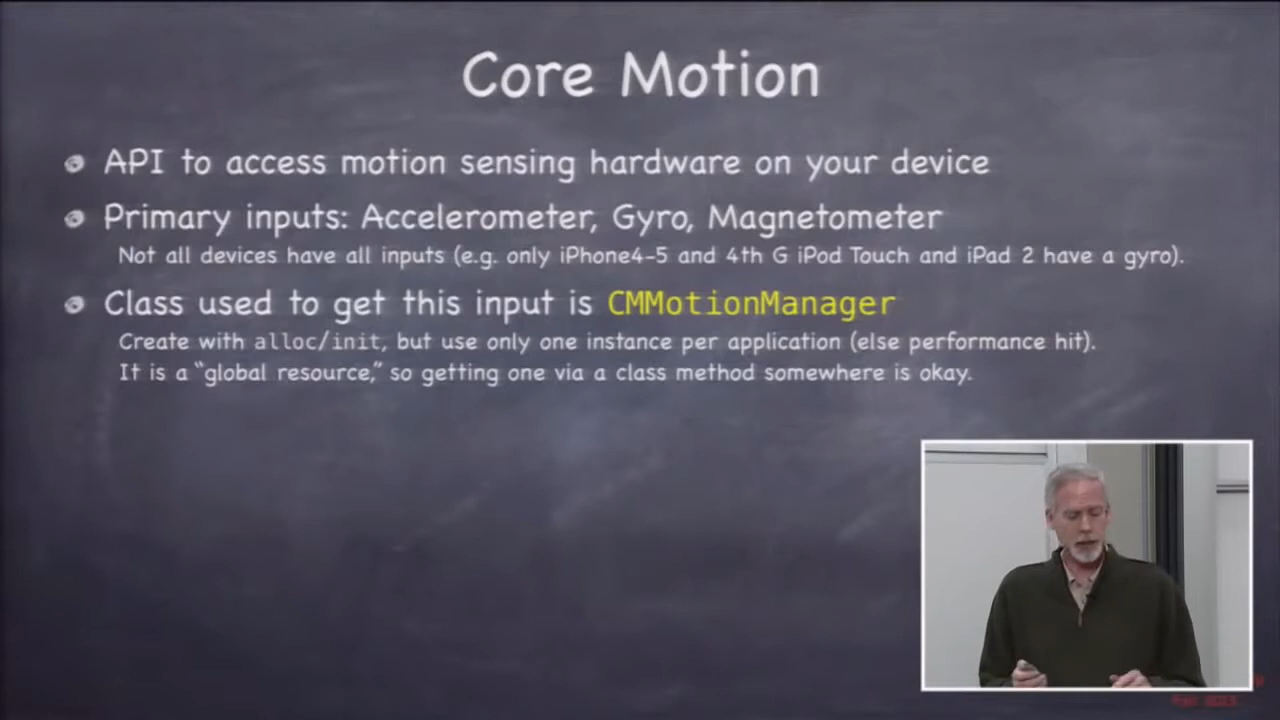 Core Motion
API to access motion sensing hardware on your device
Primary inputs: Accelerometer, Gyro, Magnetometer
Not all devices have all inputs (e.g. only iPhone4-5 and 4th G iPod Touch and iPad 2 have a gyro).
Class used to get this input is CMMotionManager
Create with alloc/init, but use only one instance per application (else performance hit).
It is a “global resource,” so getting one via a class method somewhere is okay.